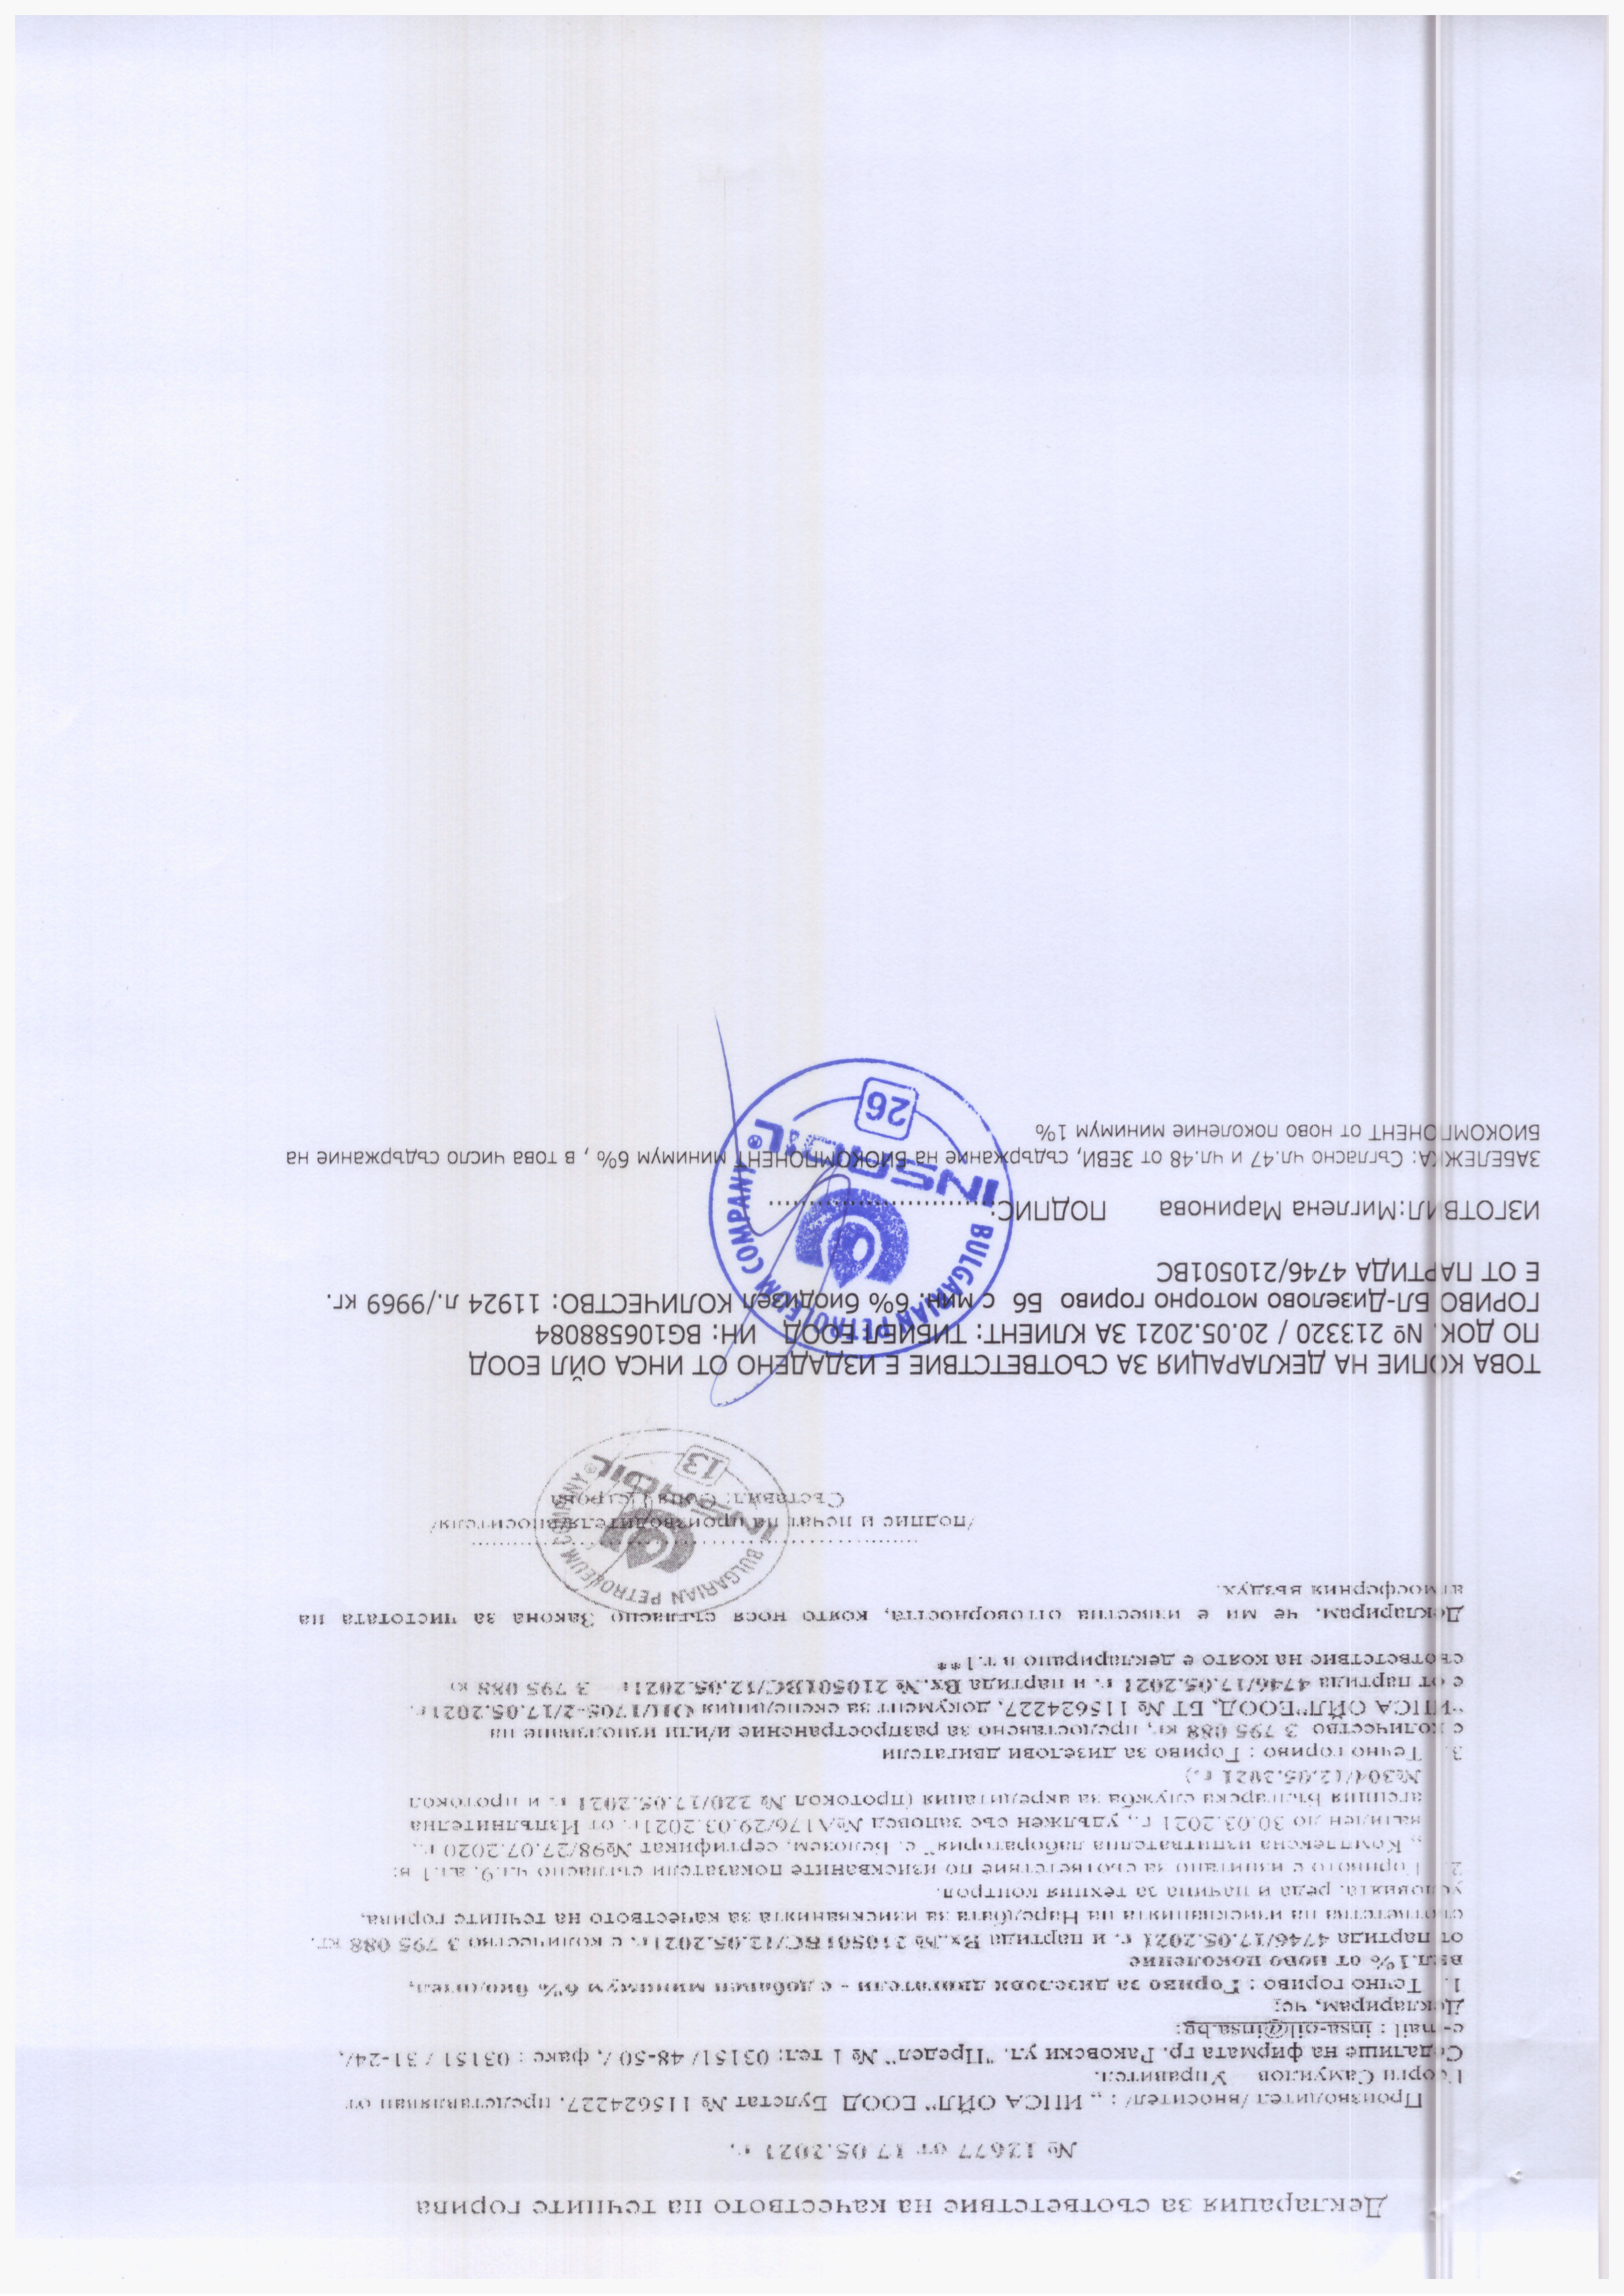 Декларация за съответствие на качеството на течните горива
№ 12677 от 17.05.2021 г.
Производител /вносител/ : „ ИНСА ОЙЛ" ЕООД Булстат № 115624227, представляван от
Георги Самуилов Управител.
Седалище на фирмата гр. Раковски ул. "Предел" № 1 тел: 03151/ 48-50 /, факс : 03151 / 31-24/,
e-mail : insa-oil@insa.bg;
Декларирам, че:
1. Течно гориво : Гориво за дизелови двигатели - с добавен минимум 6% биодизел,
вкл.1% от ново поколение
от партида 4746/17.05.2021 г. и партида Вх.№ 210501ВС/12.05.2021г. с количество 3 795 088 кг.
съответства на изискванията на Наредбата за изискванията за качеството на течните горива,
условията, реда и начина за техния контрол.
2. Горивото е изпитано за съответствие по изискваните показатели съгласно чл.9, ал.1 в:
„ Комплексна изпитвателна лаборатория" с. Белозем, сертификат №98/27.07.2020 г.,
валиден до 30.03.2021 г., удължен със заповед №А176/29.03.2021г. от Изпълнителна
агенция Българска служба за акредитация (протокол № 220/17.05.2021 г. и протокол
№304/12.05.2021 г.)
3. Течно гориво : Гориво за дизелови двигатели
с количество 3 795 088 кг, предоставено за разпространение и/или използване на
"ИНСА ОЙЛ"ЕООД, БТ № 115624227, документ за експедиция ОП/1705-2/17.05.2021г.
е от партида 4746/17.05.2021 г. и партида Вх.№ 210501ВС/12.05.2021г 3 795 088 кг
съответствие на която е декларирано в т.1**
Декларирам, че ми е известна отговорността, която нося съгласно Закона за чистотата на
атмосферния въздух.
/подпис и печат на производителя/вносителя/
Съставил:
BULGARIAN PETROLEUM COMPANY
INSA OIL
13
ТОВА КОПИЕ НА ДЕКЛАРАЦИЯ ЗА СЪОТВЕТСТВИЕ Е ИЗДАДЕНО ОТ ИНСА ОЙЛ ЕООД
ПО ДОК. № 213320 / 20.05.2021 ЗА КЛИЕНТ: ТИБИЕЛ ЕООД ИН: BG106588084
ГОРИВО БЛ-Дизелово моторно гориво Б6 с мин. 6% биодизел КОЛИЧЕСТВО: 11924 л./9969 кг.
Е ОТ ПАРТИДА 4746/210501ВС
ИЗГОТВИЛ:Миглена Маринова ПОДПИС:..............................
ЗАБЕЛЕЖКА: Съгласно чл.47 и чл.48 от ЗЕВИ, съдържание на БИОКОМПОНЕНТ минимум 6% , в това число съдържание на
БИОКОМПОНЕНТ от ново поколение минимум 1%
BULGARIAN PETROLEUM COMPANY
INSA OIL
26